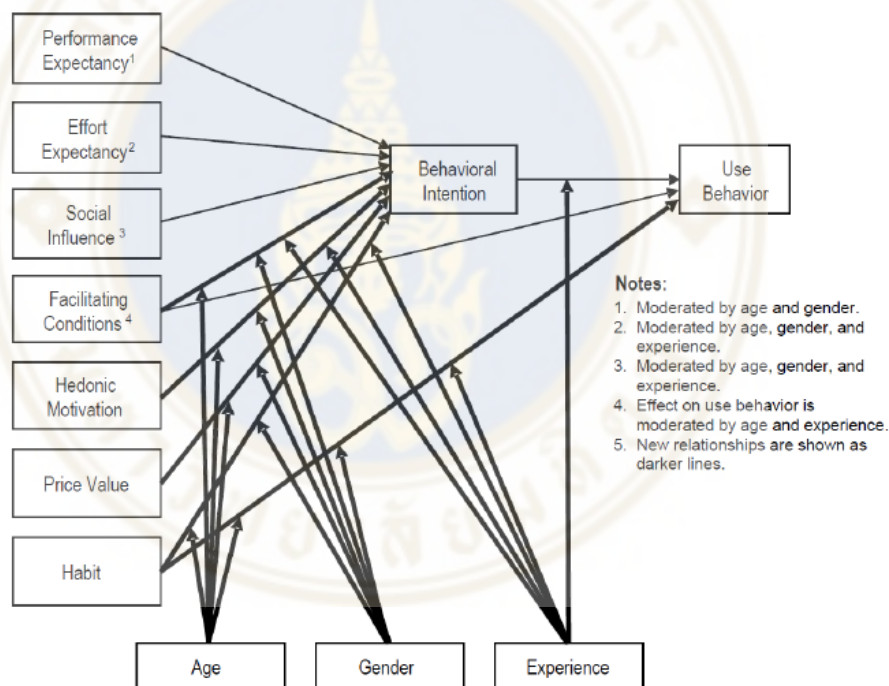 Performance
Expectancy1
Effort
Expectancy2
Social
Influence 3
Facilitating
Conditions 4
Hedonic
Motivation
Price Value
Habit
Behavioral
Intention
Use
Behavior
Notes:
1. Moderated by age and gender.
2. Moderated by age, gender, and
experience.
3. Moderated by age, gender, and
experience.
4. Effect on use behavior is
moderated by age and experience.
5. New relationships are shown as
darker lines.
Age
Gender
Experience